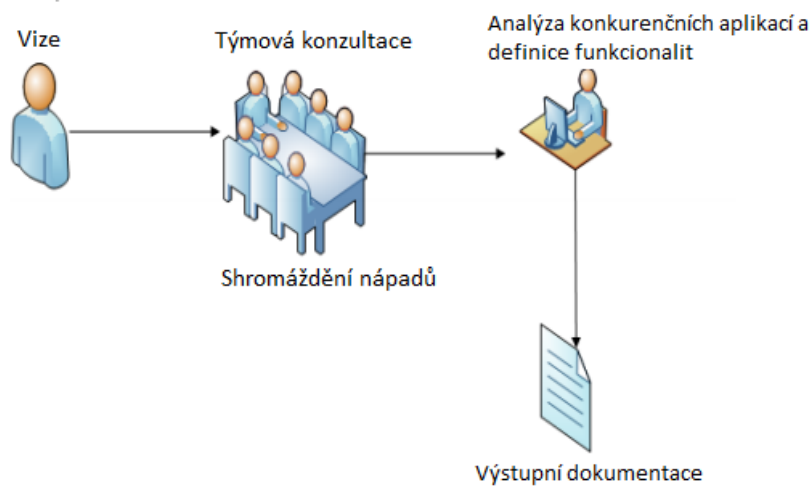 Vize
Týmová konzultace
Analýza konkurenčních aplikací a
definice funkcionalit
Shromáždění nápadů
Výstupní dokumentace